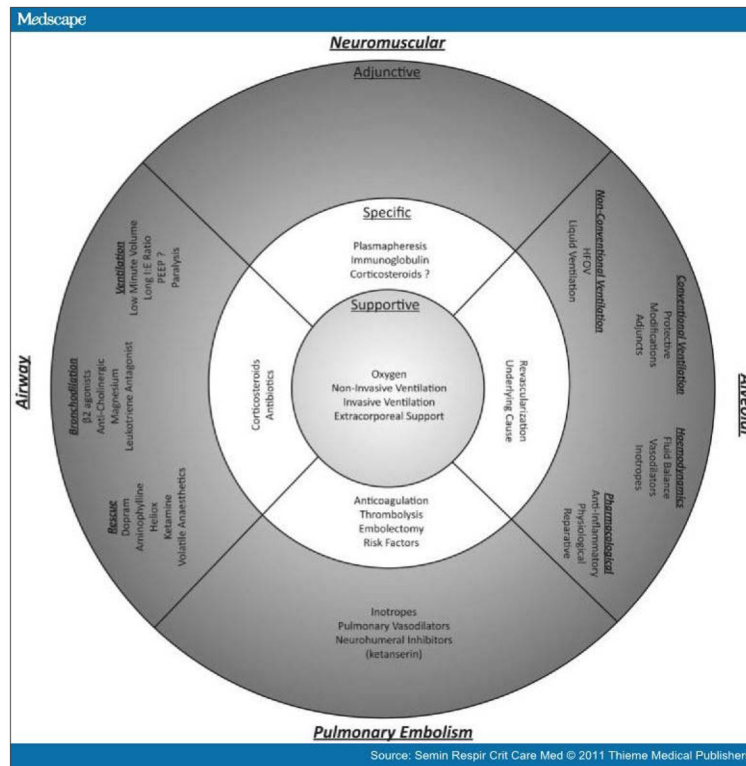 Medscape
Neuromuscular
Adjunctive
Specific
Plasmapheresis
Immunoglobulin
Corticosteroids ?
Supportive
Oxygen
Non-Invasive Ventilation
Invasive Ventilation
Extracorporeal Support
Airway
Ventilation
Low Minute Volume
Long I:E Ratio
PEEP ?
Paralysis
Bronchodilation
β2 agonists
Anti-Cholinergic
Magnesium
Leukotriene Antagonist
Rescue
Dopram
Aminophylline
Heliox
Ketamine
Volatile Anaesthetics
Corticosteroids
Antibiotics
Revascularization
Underlying Cause
Non-Conventional Ventilation
HFOV
Liquid Ventilation
Conventional Ventilation
Protective
Modifications
Adjuncts
Haemodynamics
Fluid Balance
Vasodilators
Inotropes
Pharmacological
Anti-Inflammatory
Physiological
Reparative
Alveolar
Anticoagulation
Thrombolysis
Embolectomy
Risk Factors
Inotropes
Pulmonary Vasodilators
Neurohumeral Inhibitors
(ketanserin)
Pulmonary Embolism
Source: Semin Respir Crit Care Med © 2011 Thieme Medical Publisher